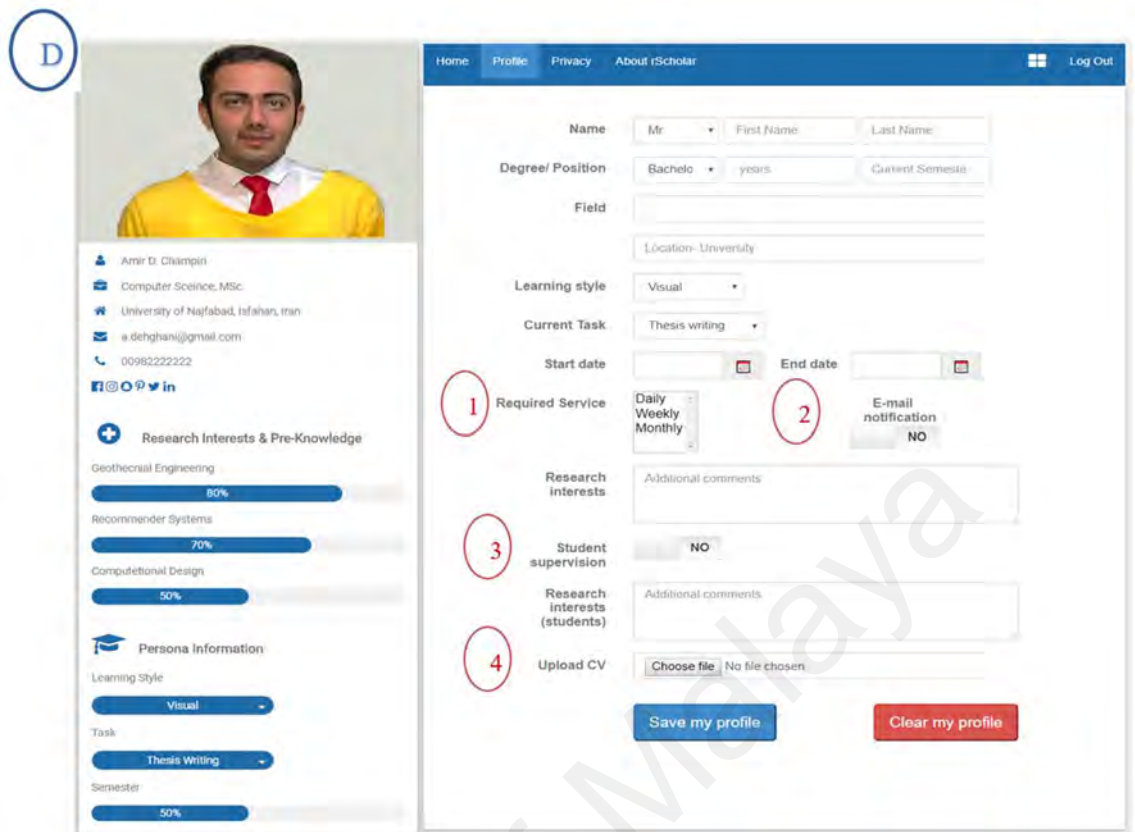 D
Home Profile Privacy About rScholar Log Out
Amir D. Champiri
Computer Sceince, MSc.
University of Najfabad, Isfahan, Iran
a.dehghani@gmail.com
00982222222
Research Interests & Pre-Knowledge
Geothecnial Engineering
80%
Recommender Systems
70%
Computetional Design
50%
Persona Information
Learning Style
Visual
Task
Thesis Writing
Semester
50%
Name Mr First Name Last Name
Degree/ Position Bachelo years Current Semeste
Field
Location- University
Learning style Visual
Current Task Thesis writing
Start date End date
1 Required Service
Daily
Weekly
Monthly
2 E-mail
notification
NO
Research
interests
Additional comments
3 Student
supervision
NO
Research
interests
(students)
Additional comments
4 Upload CV Choose file No file chosen
Save my profile Clear my profile
Malaya